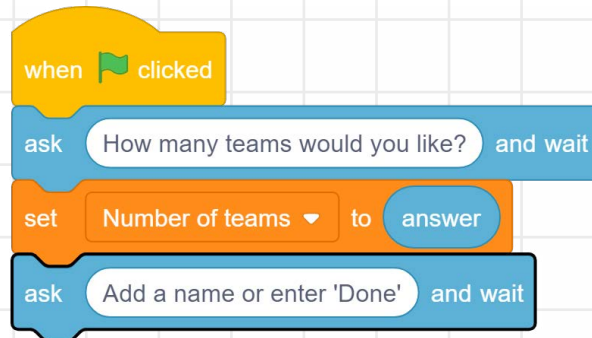 when clicked
ask How many teams would you like? and wait
set Number of teams to answer
ask Add a name or enter 'Done' and wait